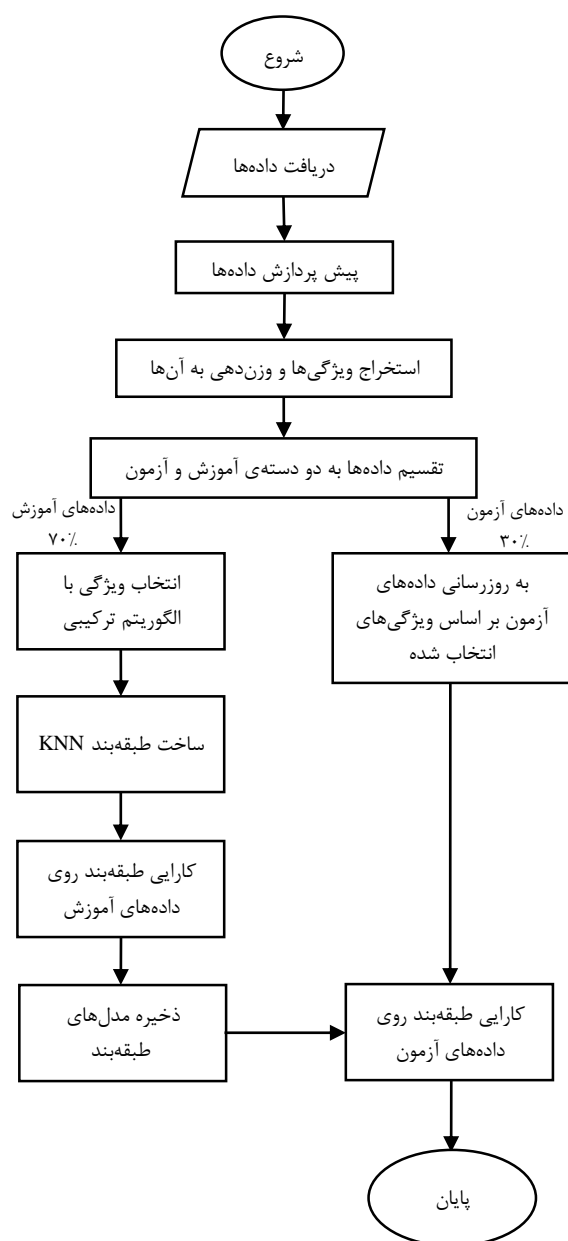 شروع
دریافت داده‌ها
پیش پردازش داده‌ها
استخراج ویژگی‌ها و وزن‌دهی به آن‌ها
تقسیم داده‌ها به دو دسته‌ی آموزش و آزمون
داده‌های آزمون
۳۰٪
داده‌های آموزش
۷۰٪
به روزرسانی داده‌های
آزمون بر اساس ویژگی‌های
انتخاب شده
انتخاب ویژگی با
الگوریتم ترکیبی
ساخت طبقه‌بند KNN
کارایی طبقه‌بند روی
داده‌های آموزش
ذخیره مدل‌های
طبقه‌بند
کارایی طبقه‌بند روی
داده‌های آزمون
پایان